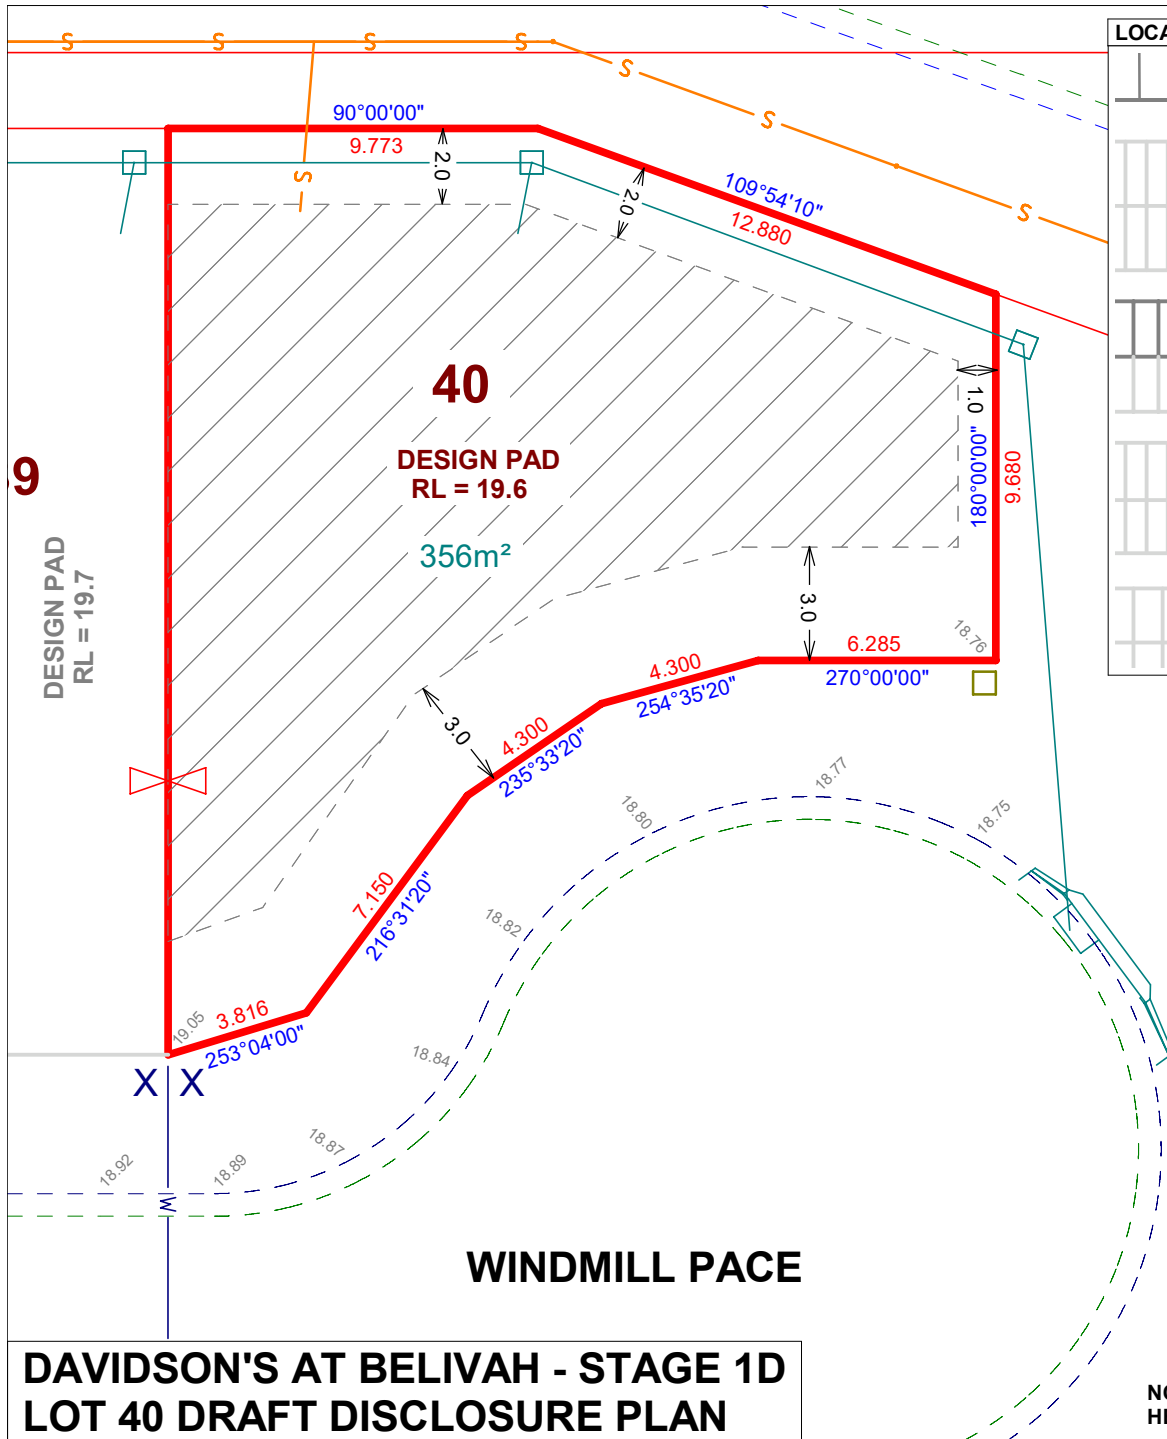 S S S S S S S S
LOCA
90°00'00"
9.773
2.0
2.0
109°54'10"
12.880
40
DESIGN PAD
RL = 19.6
356m²
1.0
180°00'00"
9.680
9
DESIGN PAD
RL = 19.7
3.0
18.76
6.285
270°00'00"
4.300
254°35'20"
3.0
4.300
235°33'20"
7.150
216°31'20"
3.816
253°04'00"
19.05
X X
18.77
18.80
18.75
18.82
18.84
18.87
18.89
18.92
W
WINDMILL PACE
DAVIDSON'S AT BELIVAH - STAGE 1D
LOT 40 DRAFT DISCLOSURE PLAN